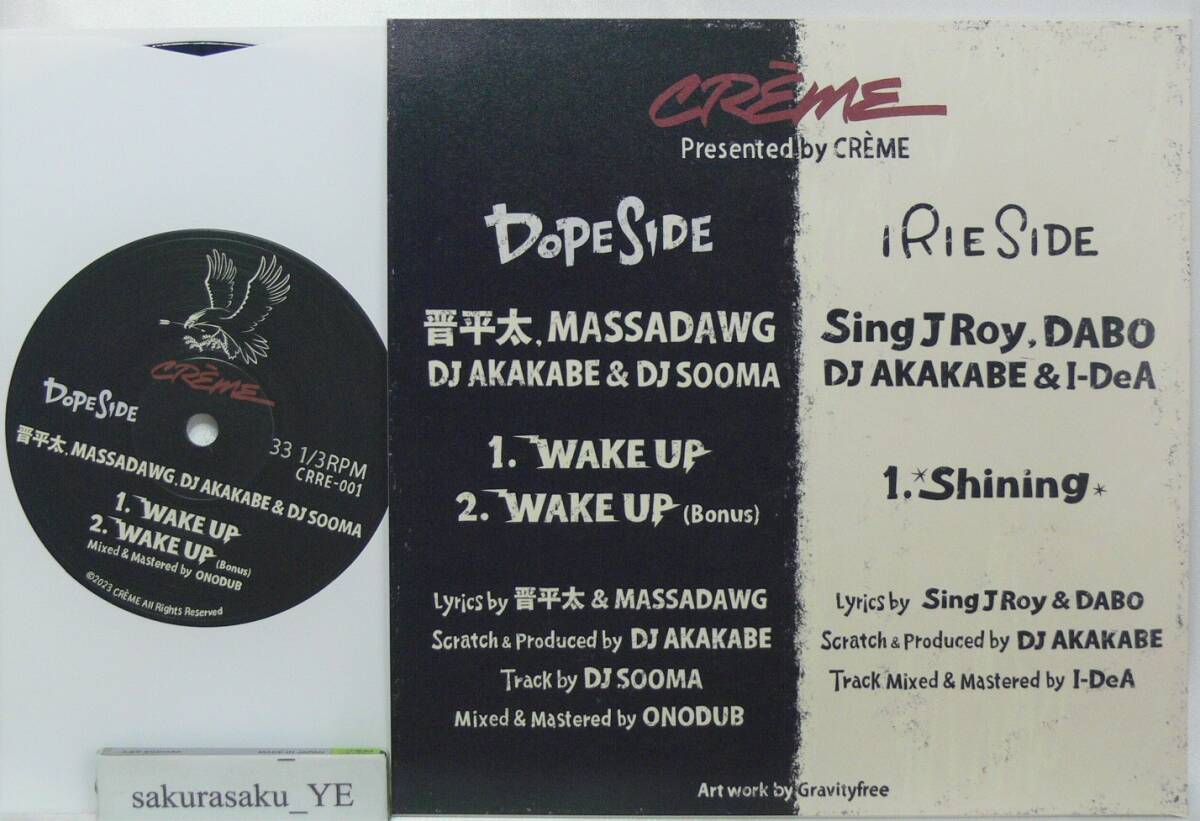 CRÈME
DOPESIDE
33 1/3RPM
CRRE-001
晋平太, MASSADAWG, DJ AKAKABE & DJ SOOMA
1. WAKE UP
2. WAKE UP (Bonus)
Mixed & Mastered by ONODUB
©2023 CRÈME All Rights Reserved
sakurasaku_YE
CRÈME
Presented by CRÈME
DOPESIDE
晋平太, MASSADAWG
DJ AKAKABE & DJ SOOMA
1. WAKE UP
2. WAKE UP (Bonus)
Lyrics by 晋平太 & MASSADAWG
Scratch & Produced by DJ AKAKABE
Track by DJ SOOMA
Mixed & Mastered by ONODUB
IRIE SIDE
Sing J Roy, DABO
DJ AKAKABE & I-DeA
1. *Shining*
Lyrics by Sing J Roy & DABO
Scratch & Produced by DJ AKAKABE
Track Mixed & Mastered by I-DeA
Art work by Gravityfree